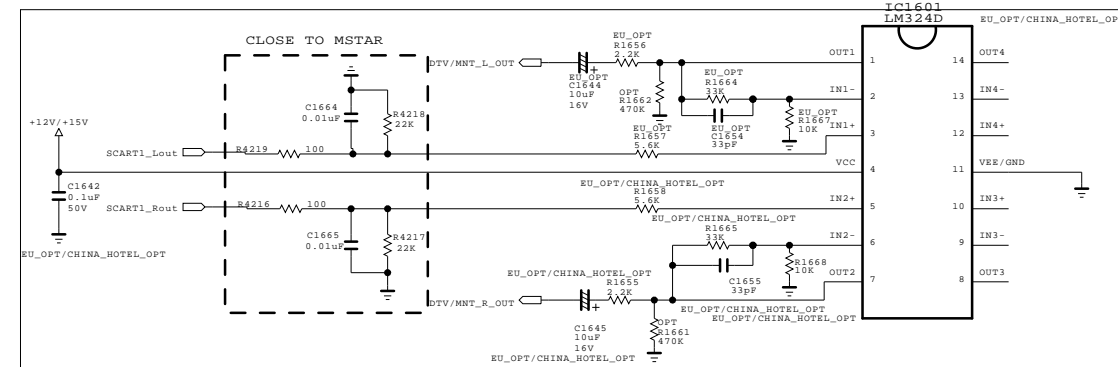 IC1601
LM324D
EU_OPT/CHINA_HOTEL_OP
CLOSE TO MSTAR
DTV/MNT_L_OUT
EU_OPT
R1656
2.2K
EU_OPT
C1644
10uF
16V
OPT
R1662
470K
EU_OPT
R1664
33K
EU_OPT
C1654
33pF
EU_OPT
R1667
10K
EU_OPT
R1657
5.6K
OUT1
1
IN1-
2
IN1+
3
VCC
4
IN2+
5
IN2-
6
OUT2
7
14
OUT4
13
IN4-
12
IN4+
11
VEE/GND
10
IN3+
9
IN3-
8
OUT3
+12V/+15V
C1664
0.01uF
R4218
22K
SCART1_Lout
R4219
100
C1642
0.1uF
50V
EU_OPT/CHINA_HOTEL_OPT
SCART1_Rout
R4216
100
C1665
0.01uF
R4217
22K
EU_OPT/CHINA_HOTEL_OPT
R1658
5.6K
EU_OPT/CHINA_HOTEL_OPT
R1665
33K
C1655
33pF
R1668
10K
EU_OPT/CHINA_HOTEL_OPT
R1655
2.2K
DTV/MNT_R_OUT
C1645
10uF
16V
EU_OPT/CHINA_HOTEL_OPT
OPT
R1661
470K
EU_OPT/CHINA_HOTEL_OPT
EU_OPT/CHINA_HOTEL_OPT